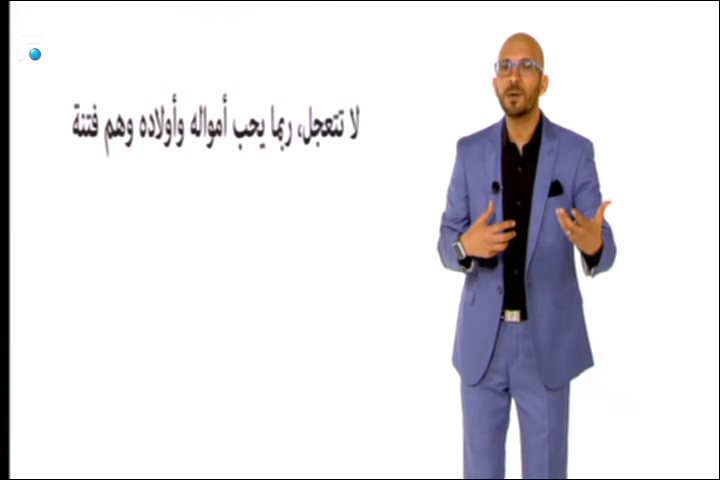 لا تتعجل، ربما يحب أمواله وأولاده وهم فتنة